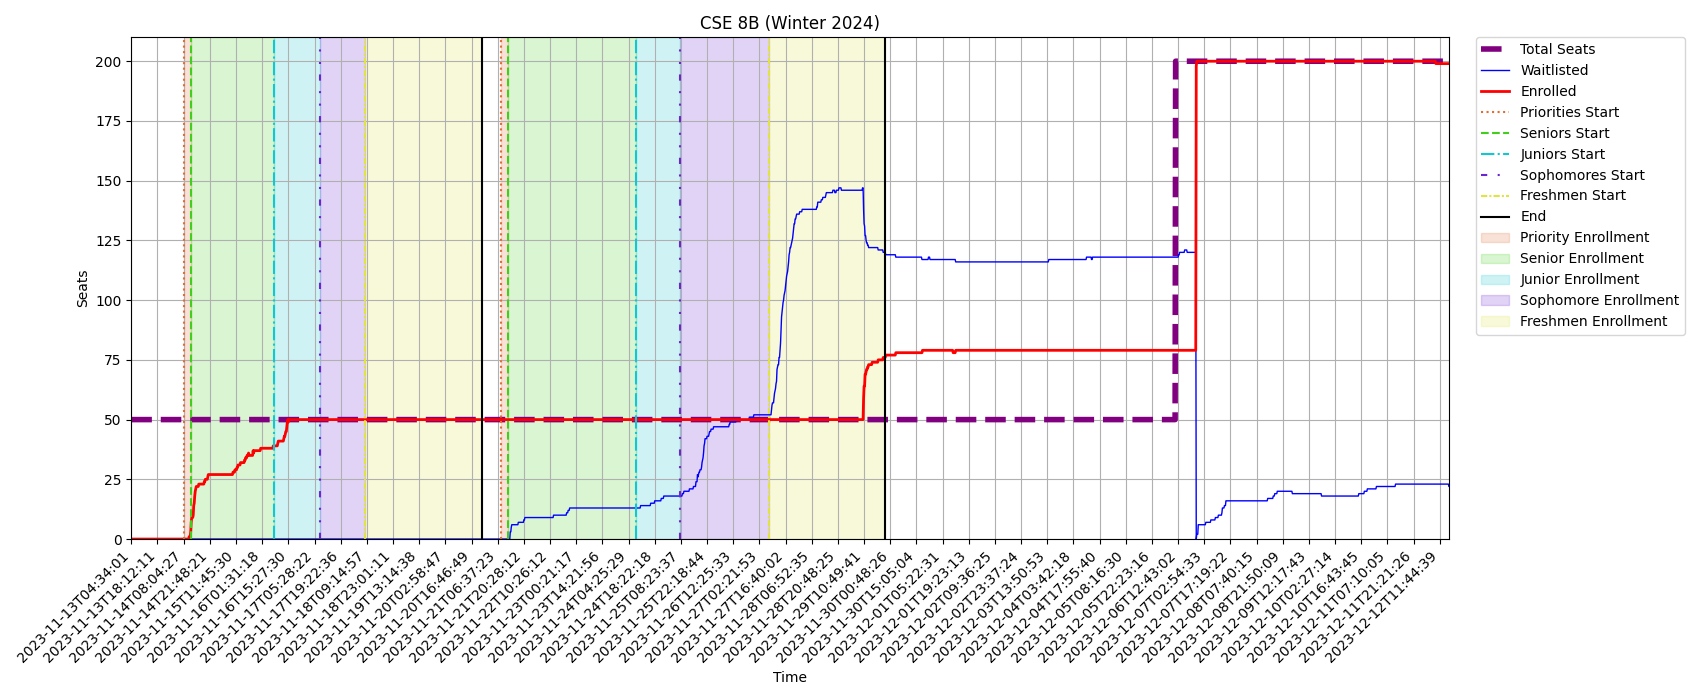 CSE 8B (Winter 2024)
Seats
200
175
150
125
100
75
50
25
0
2023-11-13T04:34:01
2023-11-13T18:12:11
2023-11-14T08:04:27
2023-11-14T21:48:21
2023-11-15T11:45:30
2023-11-16T01:31:18
2023-11-16T15:27:30
2023-11-17T05:28:22
2023-11-17T19:22:36
2023-11-18T09:14:57
2023-11-18T23:01:11
2023-11-19T13:14:38
2023-11-20T02:58:47
2023-11-20T16:46:49
2023-11-21T06:37:23
2023-11-21T20:28:12
2023-11-22T10:26:12
2023-11-23T00:21:17
2023-11-23T14:21:56
2023-11-24T04:25:29
2023-11-24T18:22:18
2023-11-25T08:23:37
2023-11-25T22:18:44
2023-11-26T12:25:33
2023-11-27T02:21:53
2023-11-27T16:40:02
2023-11-28T06:52:35
2023-11-28T20:48:25
2023-11-29T10:49:41
2023-11-30T00:48:26
2023-11-30T15:05:04
2023-12-01T05:22:31
2023-12-01T19:23:13
2023-12-02T09:36:25
2023-12-02T23:37:24
2023-12-03T13:50:53
2023-12-04T03:42:18
2023-12-04T17:55:40
2023-12-05T08:16:30
2023-12-05T22:23:16
2023-12-06T12:43:02
2023-12-07T02:54:33
2023-12-07T17:19:22
2023-12-08T07:40:15
2023-12-08T21:50:09
2023-12-09T12:17:43
2023-12-10T02:27:14
2023-12-10T16:43:45
2023-12-11T07:10:05
2023-12-11T21:21:26
2023-12-12T11:44:39
Time
Total Seats
Waitlisted
Enrolled
Priorities Start
Seniors Start
Juniors Start
Sophomores Start
Freshmen Start
End
Priority Enrollment
Senior Enrollment
Junior Enrollment
Sophomore Enrollment
Freshmen Enrollment